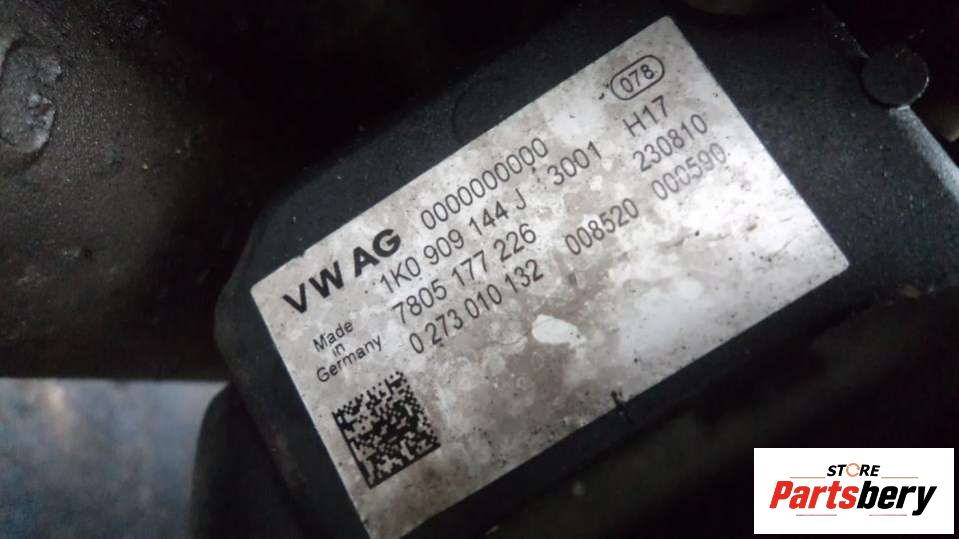 078
VW AG 0000000000 H17
1K0 909 144 J 3001 230810
7805 177 226
0 273 010 132 008520 000590
Made
in
Germany
STORE
Partsbery